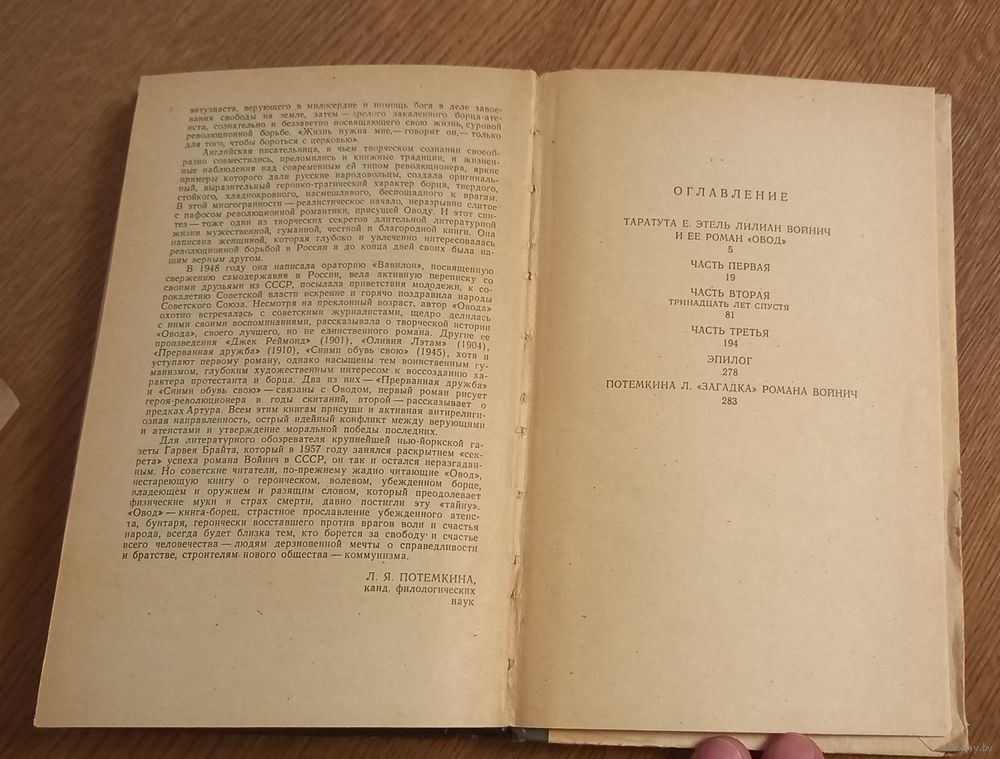 энтузиаста, верующего в милосердие и помощь бога в деле завое-
вания свободы на земле, затем — зрелого закаленного борца-ате-
иста, сознательно и беззаветно посвящающего свою жизнь, суровой
революционной борьбе. «Жизнь нужна мне,— говорит он,— только
для того, чтобы бороться с церковью».
Английская писательница, в чьем творческом сознании своеоб-
разно совместились, преломились и книжные традиции, и жизнен-
ные наблюдения над современным ей типом революционера, яркие
примеры которого дали русские народовольцы, создала оригиналь-
ный, выразительный героико-трагический характер борца, твердого,
стойкого, хладнокровного, насмешливого, беспощадного к врагам.
В этой многогранности — реалистическое начало, неразрывно слитое
с пафосом революционной романтики, присущей Оводу. И этот син-
тез — тоже один из творческих секретов длительной литературной
жизни мужественной, гуманной, честной и благородной книги. Она
написана женщиной, которая глубоко и увлеченно интересовалась
революционной борьбой в России и до конца дней своих была на-
шим верным другом.
В 1948 году она написала ораторию «Вавилон», посвященную
свержению самодержавия в России, вела активную переписку со
своими друзьями из СССР, посылала приветствия молодежи, к со-
рокалетию Советской власти искренне и горячо поздравила народы
Советского Союза. Несмотря на преклонный возраст, автор «Овода»
охотно встречалась с советскими журналистами, щедро делилась
с ними своими воспоминаниями, рассказывала о творческой истории
«Овода», своего лучшего, но не единственного романа. Другие ее
произведения «Джек Реймонд» (1901), «Оливия Лэтам» (1904),
«Прерванная дружба» (1910), «Сними обувь свою» (1945), хотя и
уступают первому роману, однако насыщены тем воинственным гу-
манизмом, глубоким художественным интересом к воссозданию ха-
рактера протестанта и борца. Два из них — «Прерванная дружба»
и «Сними обувь свою» — связаны с Оводом, первый роман рисует
героя-революционера в годы скитаний, второй — рассказывает о
предках Артура. Всем этим книгам присущи и активная антирелиги-
озная направленность, острый идейный конфликт между верующими
и атеистами и утверждение моральной победы последних.
Для литературного обозревателя крупнейшей нью-йоркской га-
зеты Гарвея Брайта, который в 1957 году занялся раскрытием «сек-
рета» успеха романа Войнич в СССР, он так и остался неразгадан-
ным. Но советские читатели, по-прежнему жадно читающие «Овод»,
нестареющую книгу о героическом, волевом, убежденном борце,
владеющем и оружием и разящим словом, который преодолевает
физические муки и страх смерти, давно постигли эту «тайну».
«Овод» — книга-борец, страстное прославление убежденного атеис-
та, бунтаря, героически восставшего против врагов воли и счастья
народа, всегда будет близка тем, кто борется за свободу и счастье
всего человечества — людям дерзновенной мечты о справедливости
и братстве, строителям нового общества — коммунизма.
Л. Я. ПОТЕМКИНА,
канд. филологических
наук
ОГЛАВЛЕНИЕ
ТАРАТУТА Е. ЭТЕЛЬ ЛИЛИАН ВОЙНИЧ
И ЕЕ РОМАН «ОВОД»
5
ЧАСТЬ ПЕРВАЯ
19
ЧАСТЬ ВТОРАЯ
ТРИНАДЦАТЬ ЛЕТ СПУСТЯ
81
ЧАСТЬ ТРЕТЬЯ
194
ЭПИЛОГ
278
ПОТЕМКИНА Л. «ЗАГАДКА» РОМАНА ВОЙНИЧ
283